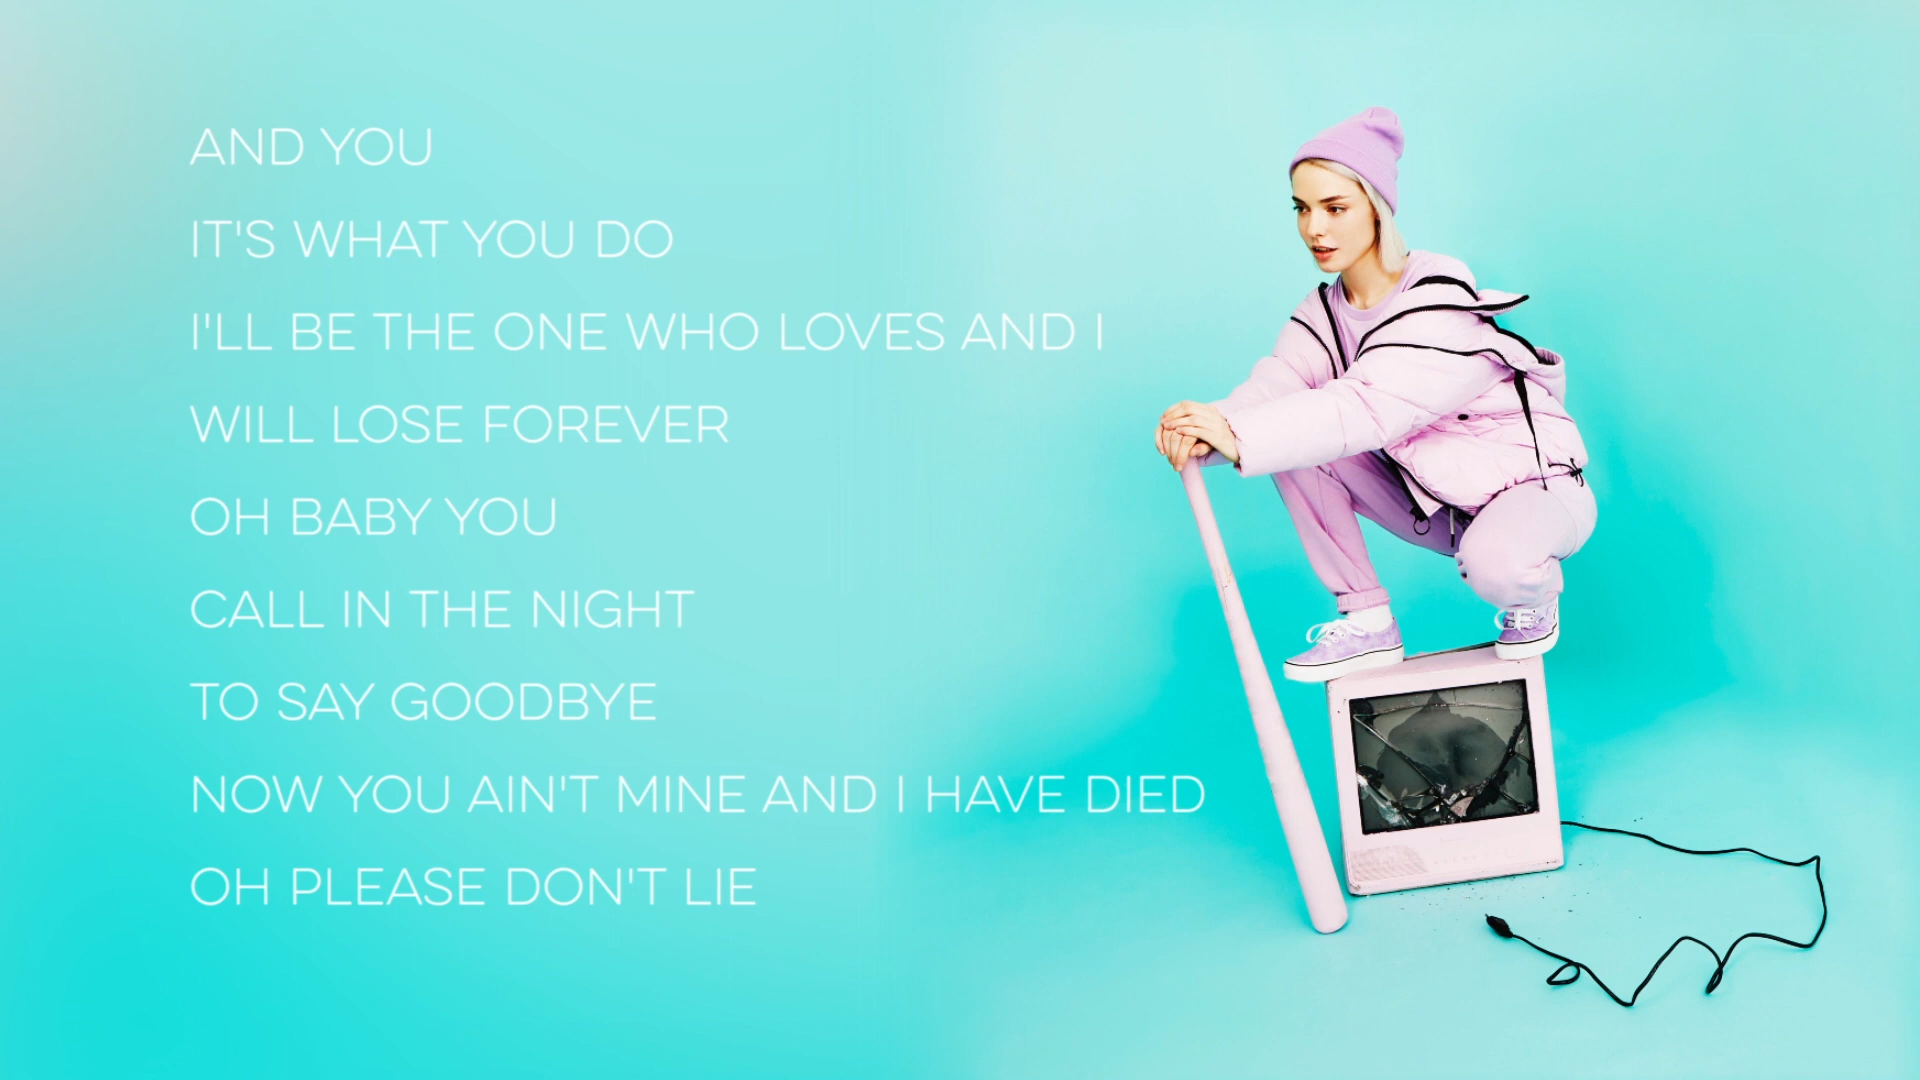 AND YOU
IT'S WHAT YOU DO
I'LL BE THE ONE WHO LOVES AND I
WILL LOSE FOREVER
OH BABY YOU
CALL IN THE NIGHT
TO SAY GOODBYE
NOW YOU AIN'T MINE AND I HAVE DIED
OH PLEASE DON'T LIE